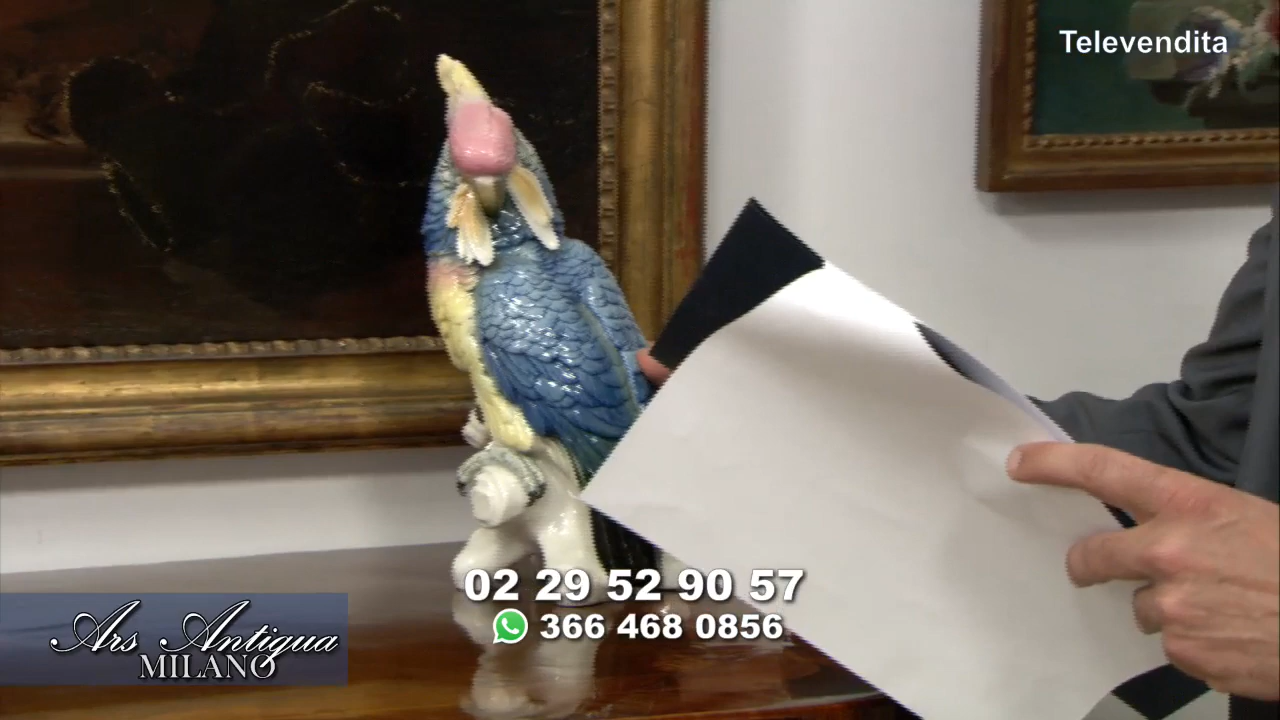 Televendita
02 29 52 90 57
366 468 0856
Ars Antiqua
MILANO